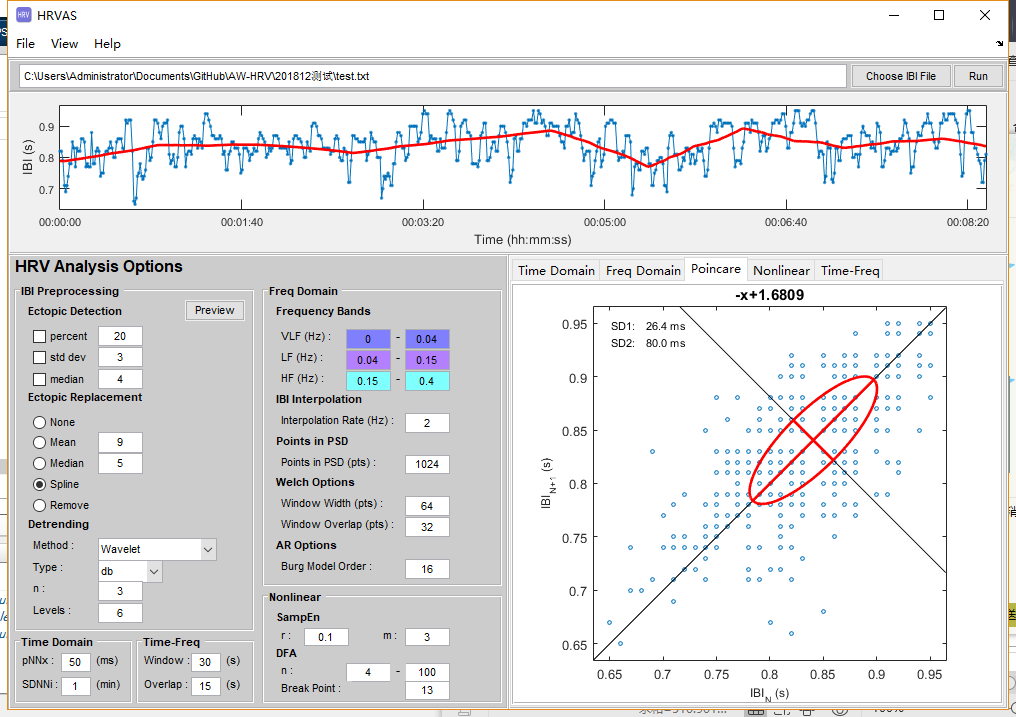 HRV HRVAS
File View Help
C:\Users\Administrator\Documents\GitHub\AW-HRV\201812测试\test.txt Choose IBI File Run
IBI (s)
0.9
0.8
0.7
00:00:00 00:01:40 00:03:20 00:05:00 00:06:40 00:08:20
Time (hh:mm:ss)
HRV Analysis Options
IBI Preprocessing
Ectopic Detection Preview
percent 20
std dev 3
median 4
Ectopic Replacement
None
Mean 9
Median 5
Spline
Remove
Detrending
Method : Wavelet
Type : db
n : 3
Levels : 6
Time Domain
pNNx : 50 (ms)
SDNNi : 1 (min)
Time-Freq
Window : 30 (s)
Overlap : 15 (s)
Freq Domain
Frequency Bands
VLF (Hz) : 0 - 0.04
LF (Hz) : 0.04 - 0.15
HF (Hz) : 0.15 - 0.4
IBI Interpolation
Interpolation Rate (Hz) : 2
Points in PSD
Points in PSD (pts) : 1024
Welch Options
Window Width (pts) : 64
Window Overlap (pts) : 32
AR Options
Burg Model Order : 16
Nonlinear
SampEn
r : 0.1 m : 3
DFA
n : 4 - 100
Break Point : 13
Time Domain Freq Domain Poincare Nonlinear Time-Freq
-x+1.6809
SD1: 26.4 ms
SD2: 80.0 ms
IBI N+1 (s)
0.95
0.9
0.85
0.8
0.75
0.7
0.65
0.65 0.7 0.75 0.8 0.85 0.9 0.95
IBI N (s)